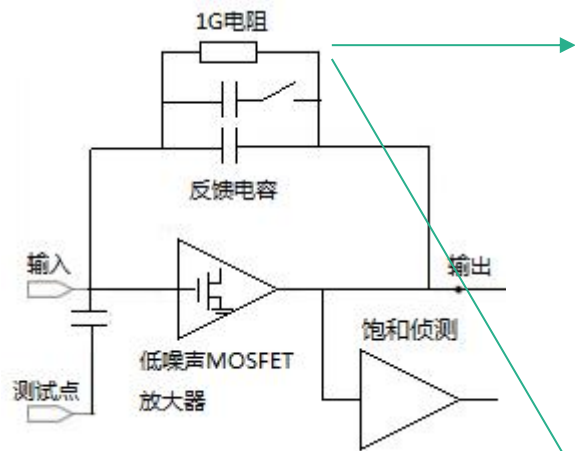 1G电阻
反馈电容
输入
输出
饱和侦测
低噪声MOSFET
放大器
测试点